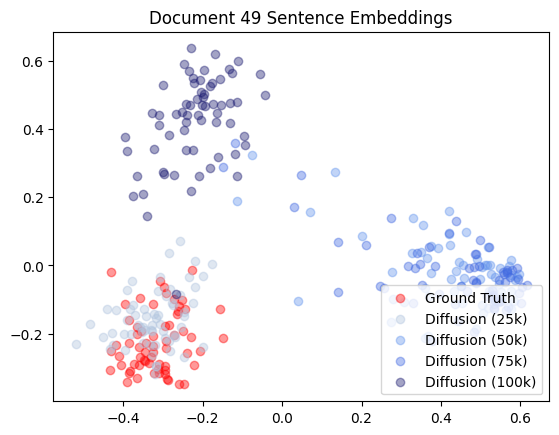 Document 49 Sentence Embeddings
0.6
0.4
0.2
0.0
−0.2
−0.4
−0.2
0.0
0.2
0.4
0.6
Ground Truth
Diffusion (25k)
Diffusion (50k)
Diffusion (75k)
Diffusion (100k)